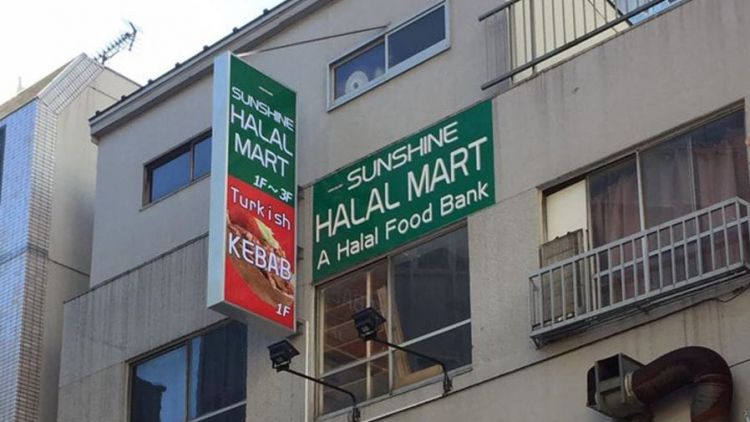 SUNSHINE
HALAL
MART
1F~3F
Turkish
KEBAB
1F
SUNSHINE
HALAL MART
A Halal Food Bank